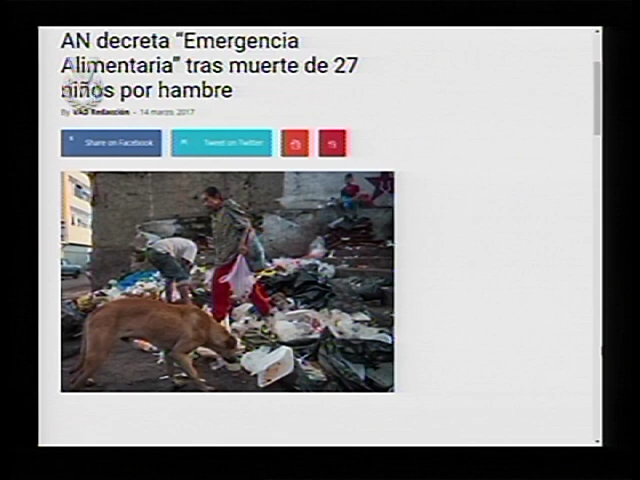 AN decreta “Emergencia
Alimentaria” tras muerte de 27
niños por hambre
By VAD Redacción – 14 marzo, 2017
Share on Facebook
Tweet on Twitter